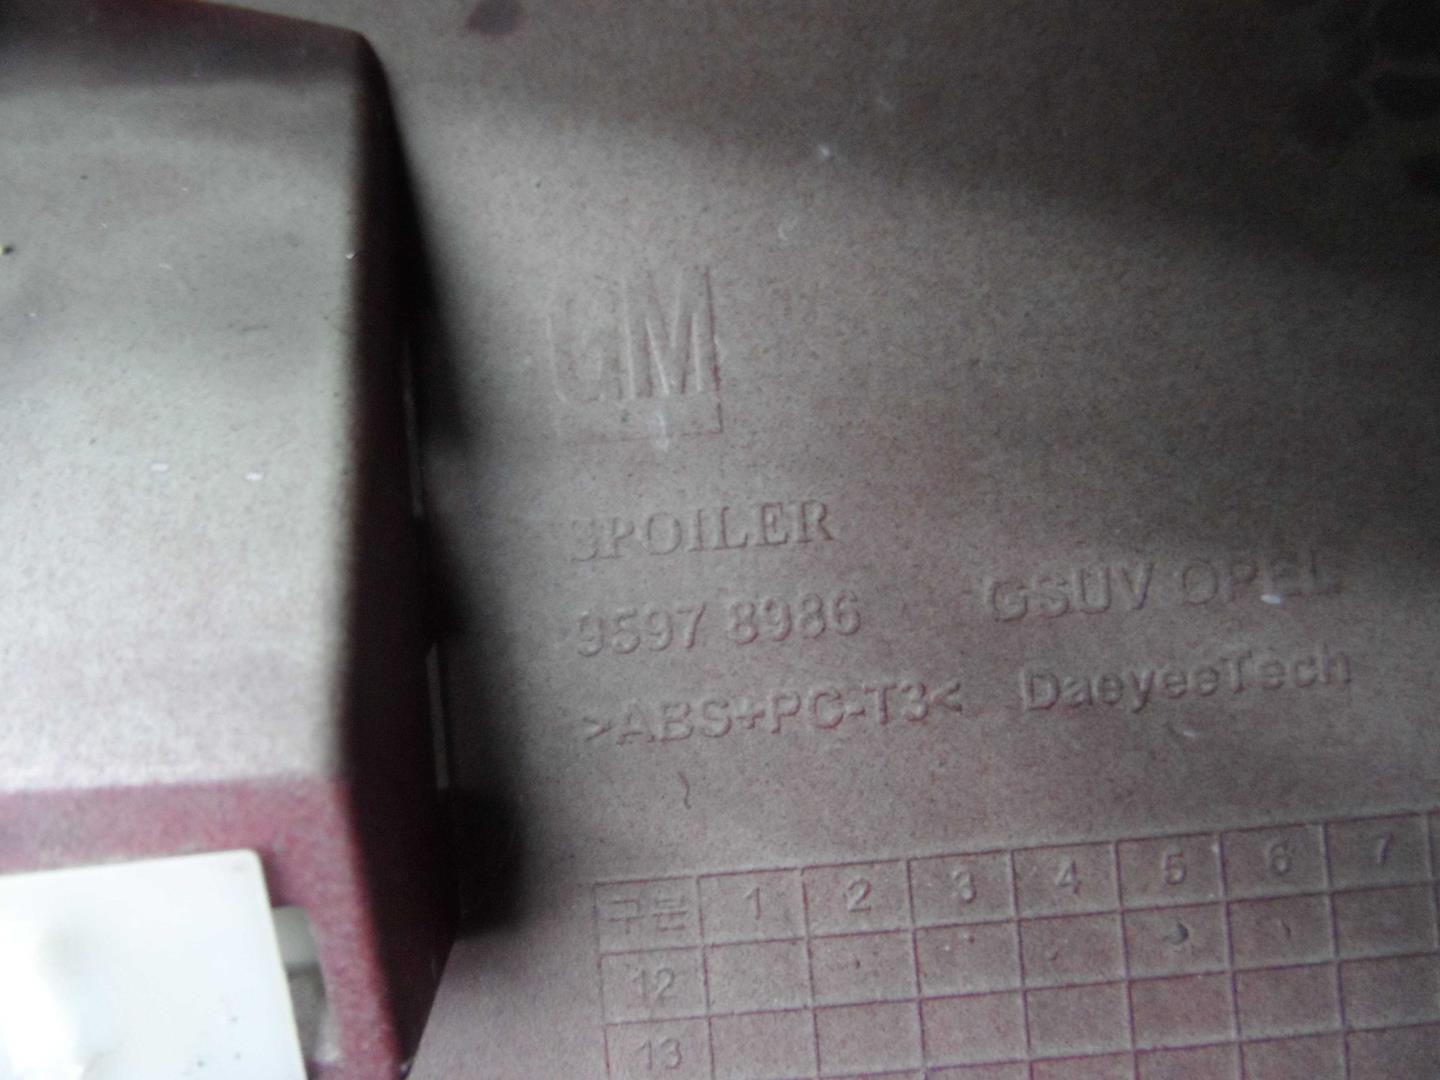 GM
SPOILER
9597 8986 GSUV OPEL
>ABS+PC-T3< DaeyeeTech
구분 1 2 3 4 5 6 7
12
13